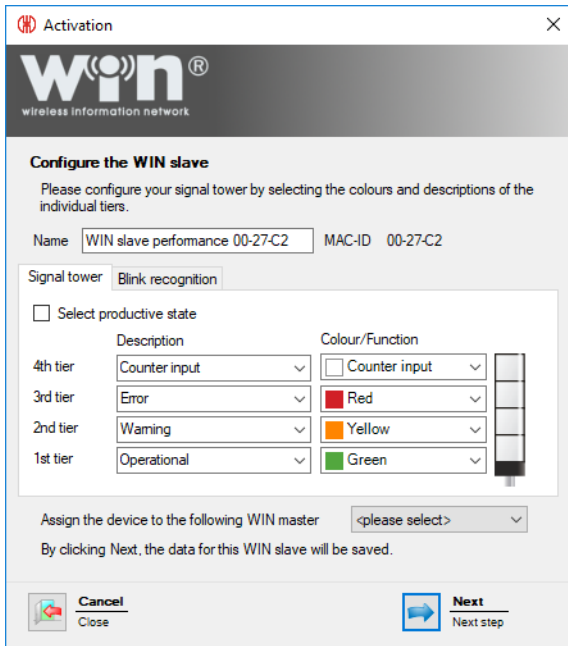 Activation
WiN®
wireless information network
Configure the WIN slave
Please configure your signal tower by selecting the colours and descriptions of the
individual tiers.
Name WIN slave performance 00-27-C2 MAC-ID 00-27-C2
Signal tower Blink recognition
Select productive state
Description Colour/Function
4th tier Counter input Counter input
3rd tier Error Red
2nd tier Warning Yellow
1st tier Operational Green
Assign the device to the following WIN master <please select>
By clicking Next, the data for this WIN slave will be saved.
Cancel Next
Close Next step